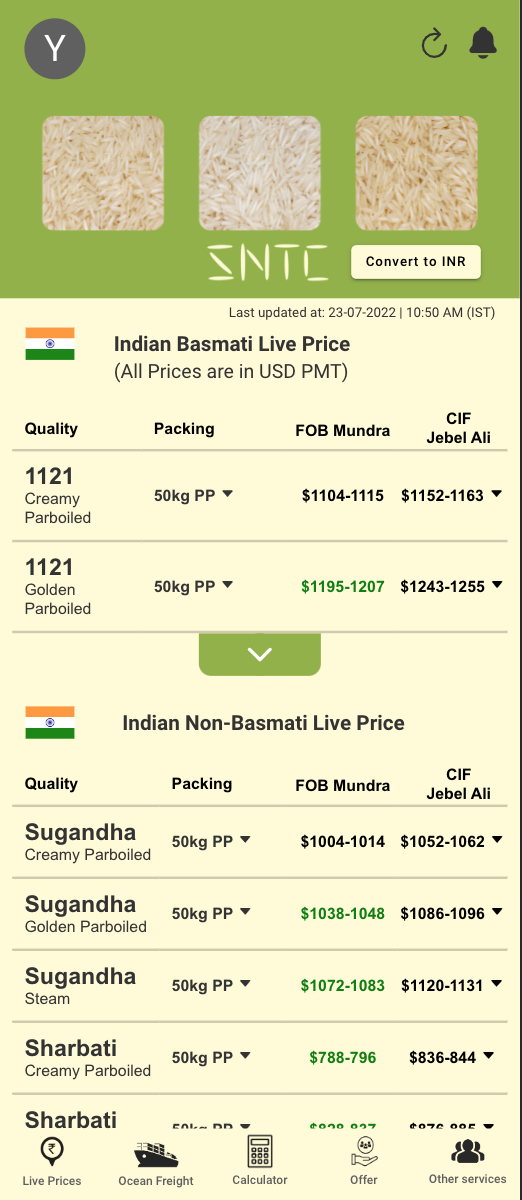 Y
SNTC
Convert to INR
Last updated at: 23-07-2022 | 10:50 AM (IST)
Indian Basmati Live Price
(All Prices are in USD PMT)
Quality Packing FOB Mundra CIF Jebel Ali
1121
Creamy
Parboiled
50kg PP $1104-1115 $1152-1163
1121
Golden
Parboiled
50kg PP $1195-1207 $1243-1255
Indian Non-Basmati Live Price
Quality Packing FOB Mundra CIF Jebel Ali
Sugandha
Creamy Parboiled
50kg PP $1004-1014 $1052-1062
Sugandha
Golden Parboiled
50kg PP $1038-1048 $1086-1096
Sugandha
Steam
50kg PP $1072-1083 $1120-1131
Sharbati
Creamy Parboiled
50kg PP $788-796 $836-844
Sharbati
₹
Live Prices Ocean Freight Calculator Offer Other services